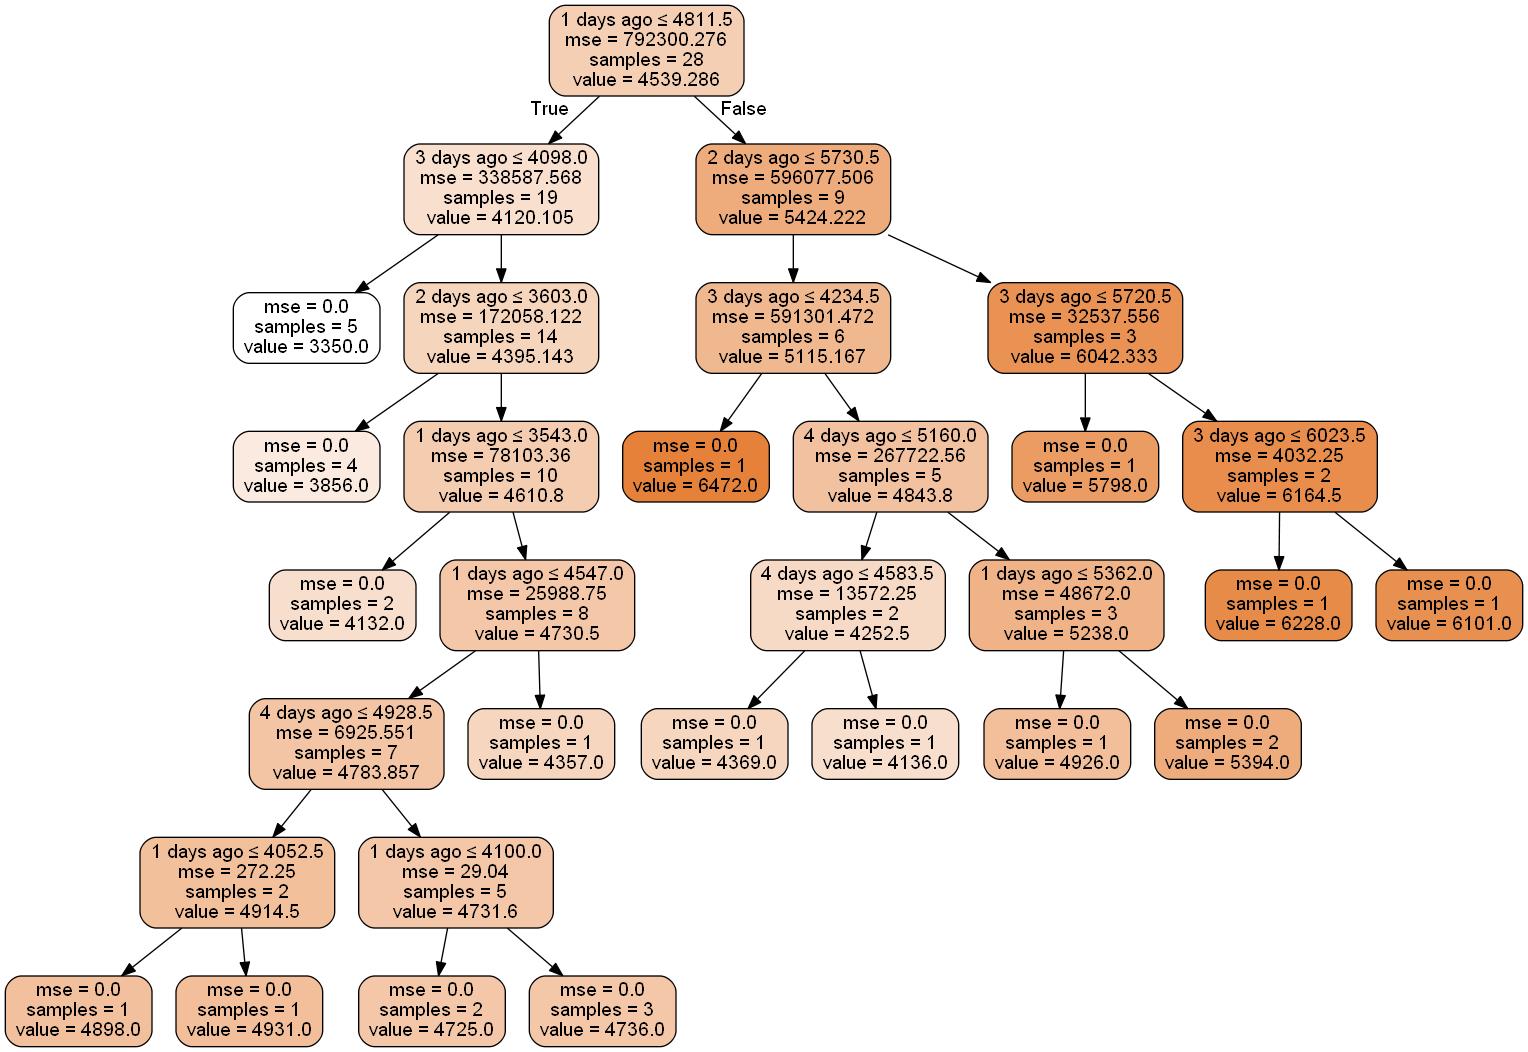 1 days ago ≤ 4811.5
mse = 792300.276
samples = 28
value = 4539.286
True
False
3 days ago ≤ 4098.0
mse = 338587.568
samples = 19
value = 4120.105
2 days ago ≤ 5730.5
mse = 596077.506
samples = 9
value = 5424.222
mse = 0.0
samples = 5
value = 3350.0
2 days ago ≤ 3603.0
mse = 172058.122
samples = 14
value = 4395.143
3 days ago ≤ 4234.5
mse = 591301.472
samples = 6
value = 5115.167
3 days ago ≤ 5720.5
mse = 32537.556
samples = 3
value = 6042.333
mse = 0.0
samples = 4
value = 3856.0
1 days ago ≤ 3543.0
mse = 78103.36
samples = 10
value = 4610.8
mse = 0.0
samples = 1
value = 6472.0
4 days ago ≤ 5160.0
mse = 267722.56
samples = 5
value = 4843.8
mse = 0.0
samples = 1
value = 5798.0
3 days ago ≤ 6023.5
mse = 4032.25
samples = 2
value = 6164.5
mse = 0.0
samples = 2
value = 4132.0
1 days ago ≤ 4547.0
mse = 25988.75
samples = 8
value = 4730.5
4 days ago ≤ 4583.5
mse = 13572.25
samples = 2
value = 4252.5
1 days ago ≤ 5362.0
mse = 48672.0
samples = 3
value = 5238.0
mse = 0.0
samples = 1
value = 6228.0
mse = 0.0
samples = 1
value = 6101.0
4 days ago ≤ 4928.5
mse = 6925.551
samples = 7
value = 4783.857
mse = 0.0
samples = 1
value = 4357.0
mse = 0.0
samples = 1
value = 4369.0
mse = 0.0
samples = 1
value = 4136.0
mse = 0.0
samples = 1
value = 4926.0
mse = 0.0
samples = 2
value = 5394.0
1 days ago ≤ 4052.5
mse = 272.25
samples = 2
value = 4914.5
1 days ago ≤ 4100.0
mse = 29.04
samples = 5
value = 4731.6
mse = 0.0
samples = 1
value = 4898.0
mse = 0.0
samples = 1
value = 4931.0
mse = 0.0
samples = 2
value = 4725.0
mse = 0.0
samples = 3
value = 4736.0